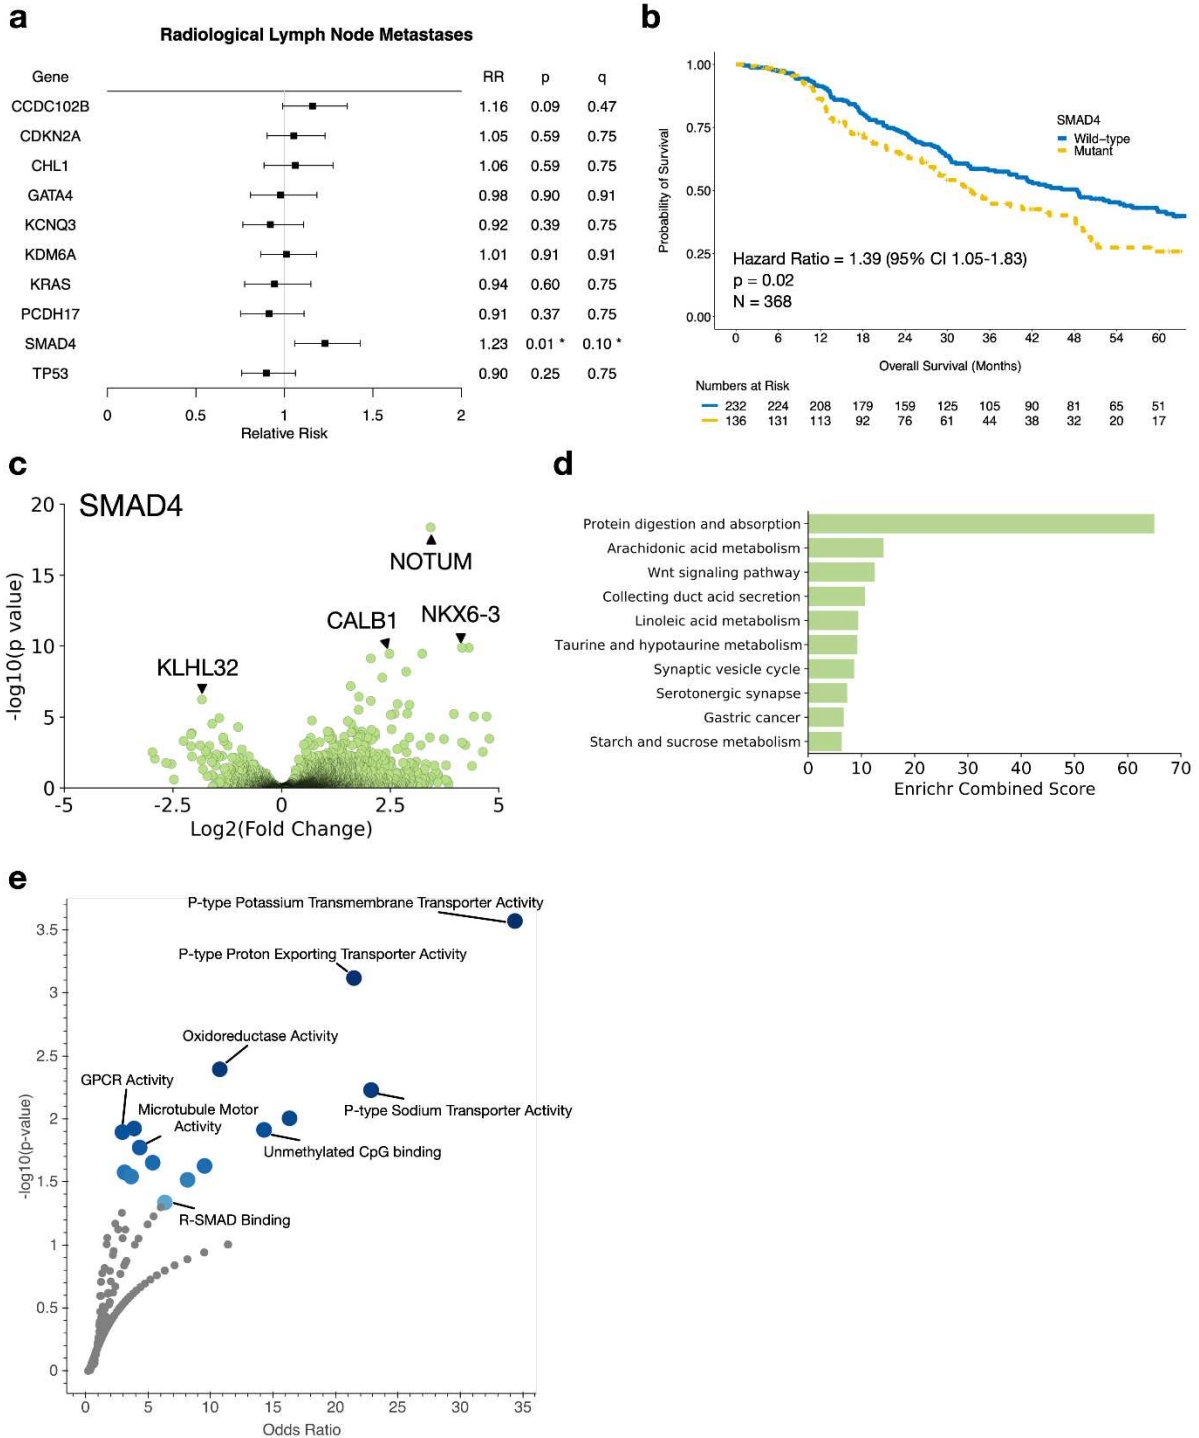 a
Radiological Lymph Node Metastases
Gene RR p q
CCDC102B 1.16 0.09 0.47
CDKN2A 1.05 0.59 0.75
CHL1 1.06 0.59 0.75
GATA4 0.98 0.90 0.91
KCNQ3 0.92 0.39 0.75
KDM6A 1.01 0.91 0.91
KRAS 0.94 0.60 0.75
PCDH17 0.91 0.37 0.75
SMAD4 1.23 0.01 * 0.10 *
TP53 0.90 0.25 0.75
0 0.5 1 1.5 2
Relative Risk
b
1.00
0.75
0.50
0.25
0.00
Probability of Survival
SMAD4
Wild-type
Mutant
Hazard Ratio = 1.39 (95% CI 1.05-1.83)
p = 0.02
N = 368
0 6 12 18 24 30 36 42 48 54 60
Overall Survival (Months)
Numbers at Risk
232 224 208 179 159 125 105 90 81 65 51
136 131 113 92 76 61 44 38 32 20 17
c
SMAD4
20
15
10
5
0
-log10(p value)
NOTUM
CALB1
NKX6-3
KLHL32
-5 -2.5 0 2.5 5
Log2(Fold Change)
d
Protein digestion and absorption
Arachidonic acid metabolism
Wnt signaling pathway
Collecting duct acid secretion
Linoleic acid metabolism
Taurine and hypotaurine metabolism
Synaptic vesicle cycle
Serotonergic synapse
Gastric cancer
Starch and sucrose metabolism
0 10 20 30 40 50 60 70
Enrichr Combined Score
e
P-type Potassium Transmembrane Transporter Activity
P-type Proton Exporting Transporter Activity
Oxidoreductase Activity
GPCR Activity
Microtubule Motor
Activity
P-type Sodium Transporter Activity
Unmethylated CpG binding
R-SMAD Binding
3.5
3
2.5
2
1.5
1
0.5
0
-log10(p-value)
0 5 10 15 20 25 30 35
Odds Ratio